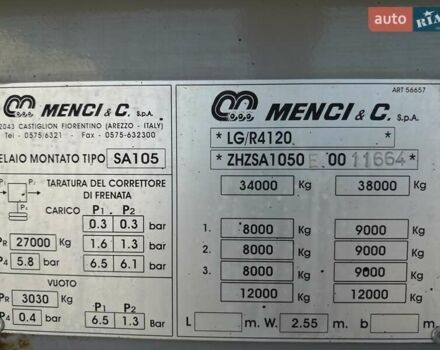 auto RIA
ART 56657
MENCI & C. S.p.A.
2043 CASTIGLION FIORENTINO (AREZZO - ITALY)
Tel - 0575/6321 - Fax - 0575-632300
ELAIO MONTATO TIPO SA105
TARATURA DEL CORRETTORE
DI FRENATA
CARICO P1 P2
0.3 0.3 bar
PR 27000 Kg 1.6 1.3 bar
P4 5.8 bar 6.5 6.1 bar
VUOTO
PR 3030 Kg P1 P2
P4 0.4 bar 6.5 1.3 Bar
MENCI & C. S.p.A.
* LG/R4120 *
* ZHZSA1050 E 00 11664 *
34000 Kg 38000 Kg
1. 8000 Kg 9000 Kg
2. 8000 Kg 9000 Kg
3. 8000 Kg 9000 Kg
12000 Kg 12000 Kg
L m. W. 2.55 m. b m